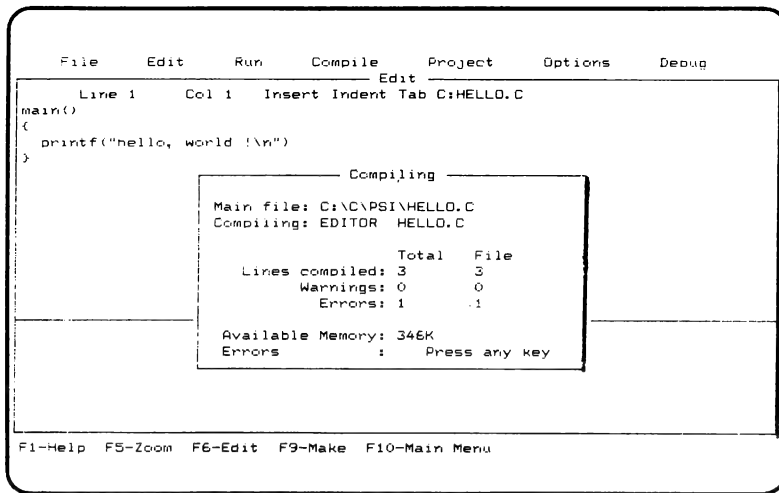 File Edit Run Compile Project Options Debug
Edit
Line 1 Col 1 Insert Indent Tab C:HELLO.C
main()
{
printf("hello, world !\n")
}
Compiling
Main file: C:\C\PSI\HELLO.C
Compiling: EDITOR HELLO.C
Total File
Lines compiled: 3 3
Warnings: 0 0
Errors: 1 1
Available Memory: 346K
Errors : Press any key
F1-Help F5-Zoom F6-Edit F9-Make F10-Main Menu